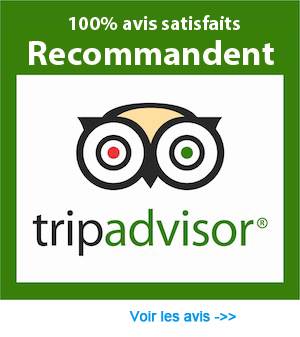 100% avis satisfaits
Recommandent
tripadvisor®
Voir les avis ->>